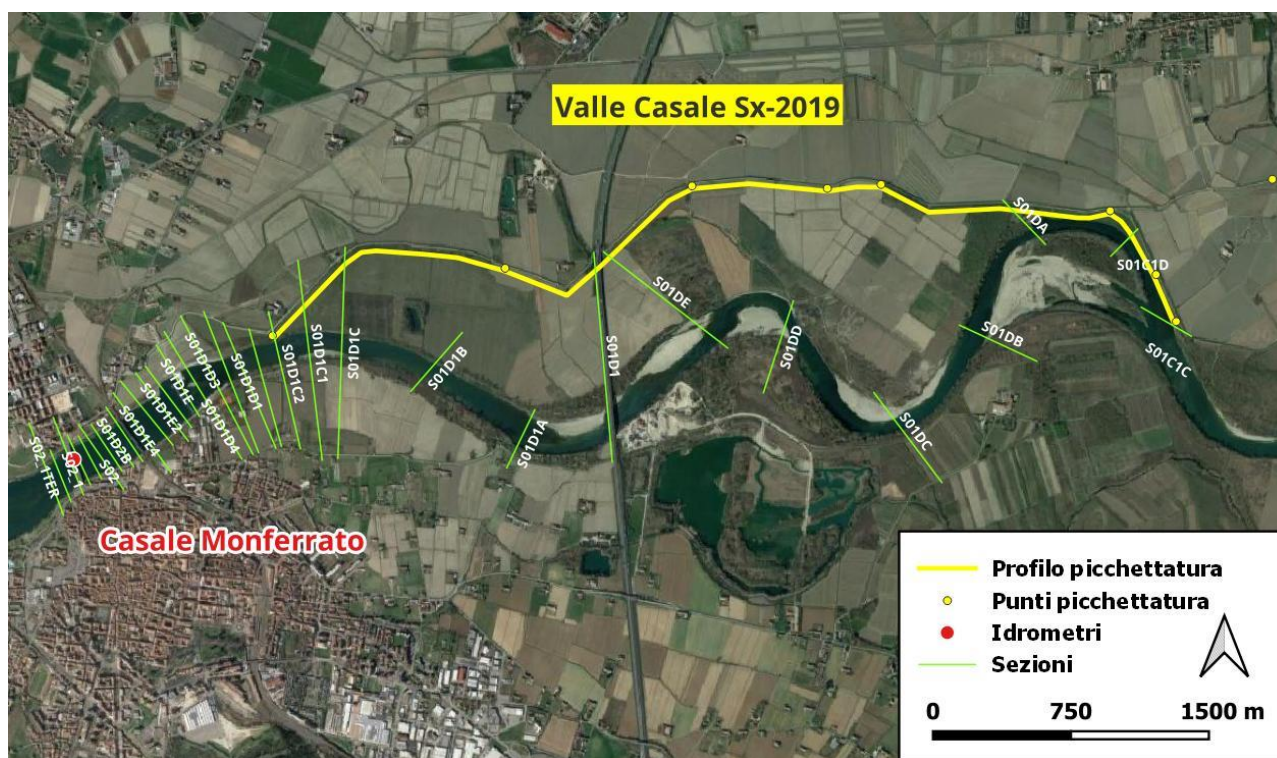 Valle Casale Sx-2019
S01DA
S01C1D
S01DE
S01DD
S01DB
S01C1C
S01D1
S01DC
S01D1A
S01D1B
S01D1C
S01D1C1
S01D1C2
S01D1D1
S01D1D3
S01D1D4
S01D1E
S01D1E2
S01D1E4
S01D2B
S02
S02_1
S02_1TER
Casale Monferrato
Profilo picchettatura
Punti picchettatura
Idrometri
Sezioni
0 750 1500 m